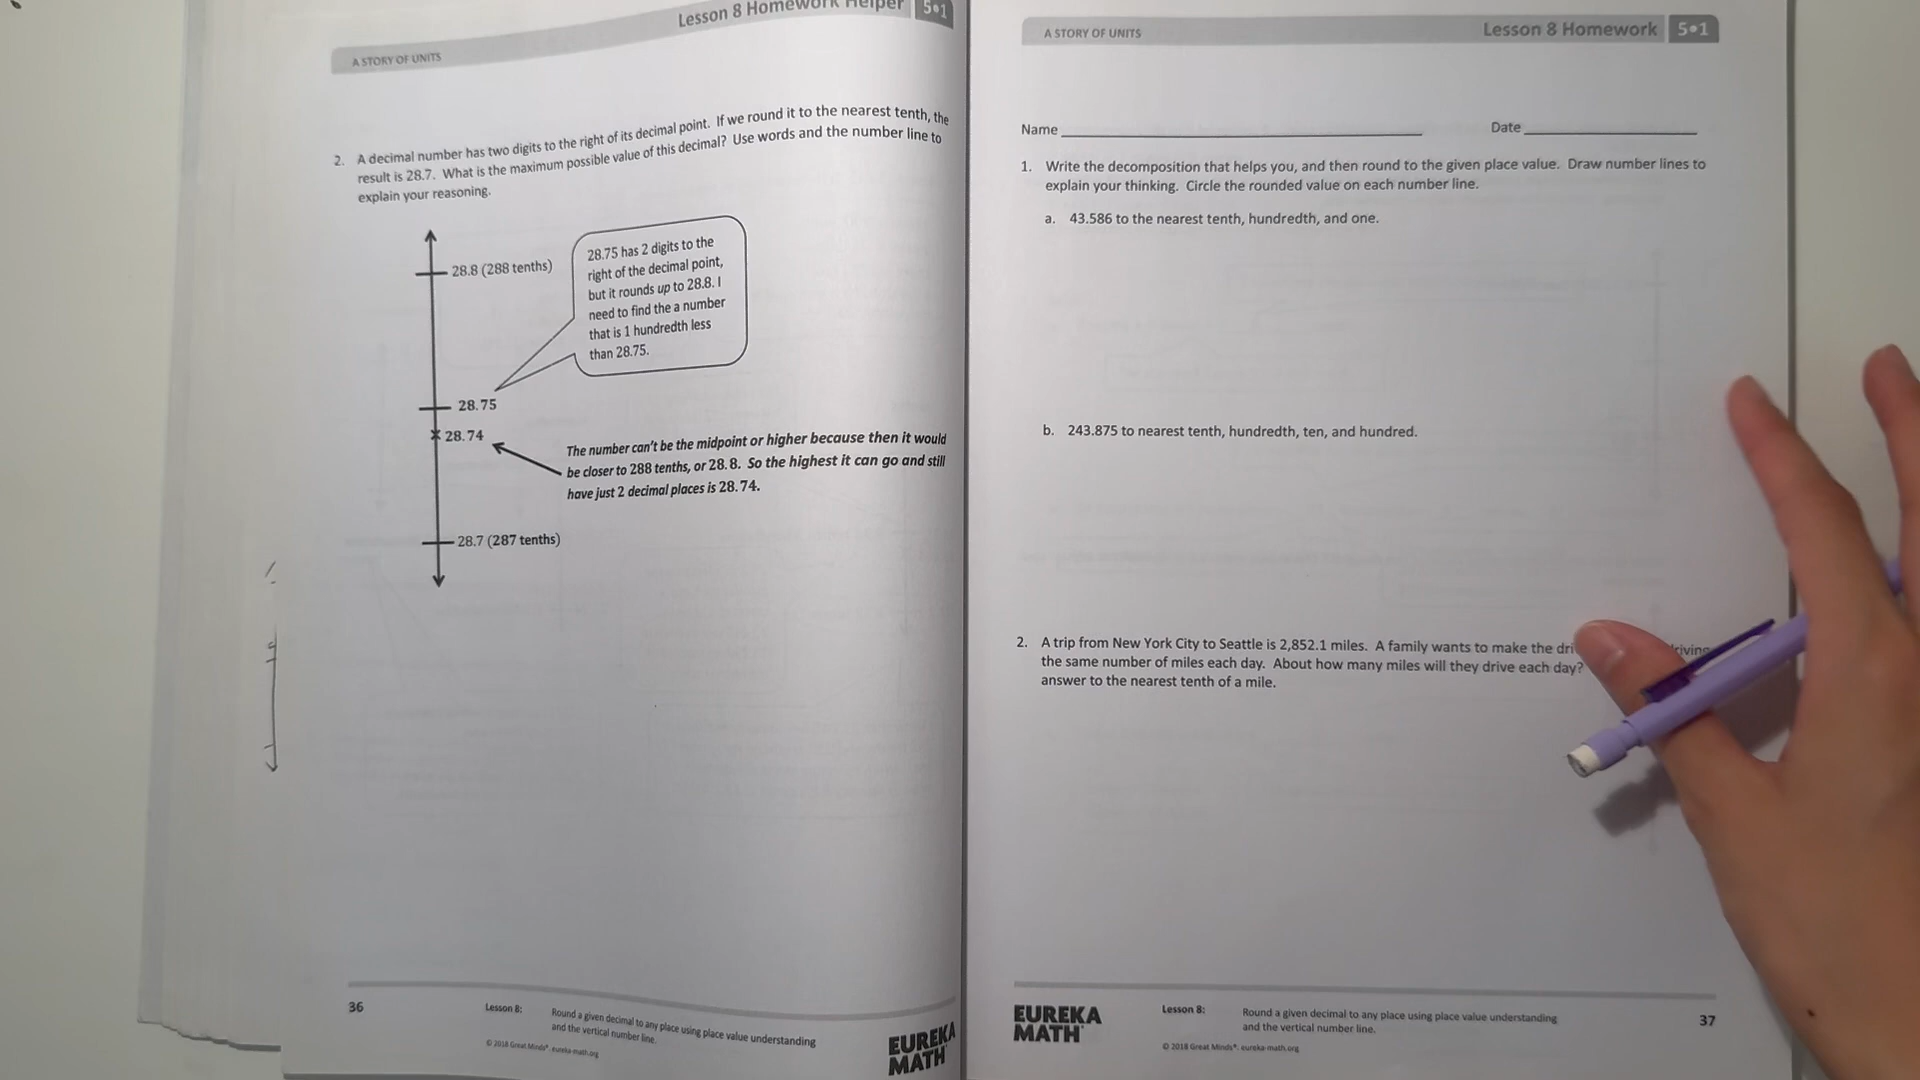 Lesson 8 Homework Helper 5•1
A STORY OF UNITS
2. A decimal number has two digits to the right of its decimal point. If we round it to the nearest tenth, the
result is 28.7. What is the maximum possible value of this decimal? Use words and the number line to
explain your reasoning.
28.8 (288 tenths)
28.75 has 2 digits to the
right of the decimal point,
but it rounds up to 28.8. I
need to find the a number
that is 1 hundredth less
than 28.75.
28.75
28.74
The number can't be the midpoint or higher because then it would
be closer to 288 tenths, or 28.8. So the highest it can go and still
have just 2 decimal places is 28.74.
28.7 (287 tenths)
36
Lesson 8: Round a given decimal to any place using place value understanding
and the vertical number line.
© 2018 Great Minds®. eureka-math.org
EUREKA
MATH
A STORY OF UNITS
Lesson 8 Homework 5•1
Name
Date
1. Write the decomposition that helps you, and then round to the given place value. Draw number lines to
explain your thinking. Circle the rounded value on each number line.
a. 43.586 to the nearest tenth, hundredth, and one.
b. 243.875 to nearest tenth, hundredth, ten, and hundred.
2. A trip from New York City to Seattle is 2,852.1 miles. A family wants to make the
the same number of miles each day. About how many miles will they drive each day?
answer to the nearest tenth of a mile.
EUREKA
MATH
Lesson 8: Round a given decimal to any place using place value understanding
and the vertical number line.
© 2018 Great Minds®. eureka-math.org
37